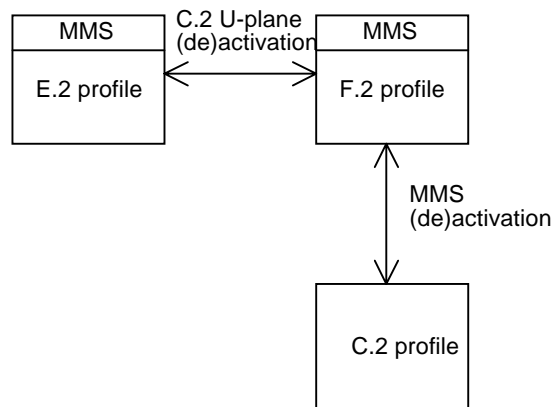 C.2 U-plane
(de)activation
MMS
MMS
E.2 profile
F.2 profile
MMS
(de)activation
C.2 profile